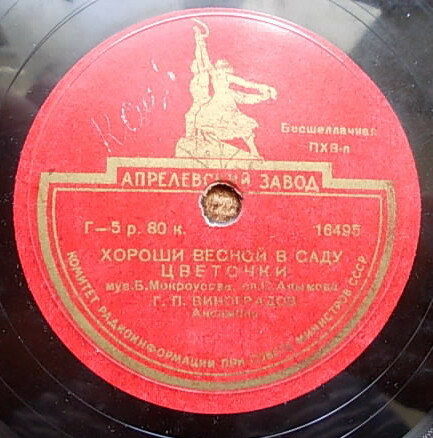 Бесшеллачная
ПХВ-п
АПРЕЛЕВСКИЙ ЗАВОД
Г—5 р. 80 к. 16495
ХОРОШИ ВЕСНОЙ В САДУ
ЦВЕТОЧКИ
муз. Б. Мокроусова, сл. С. Алымова
Г. П. ВИНОГРАДОВ
Ансамбль
КОМИТЕТ РАДИОИНФОРМАЦИИ ПРИ СОВЕТЕ МИНИСТРОВ СССР